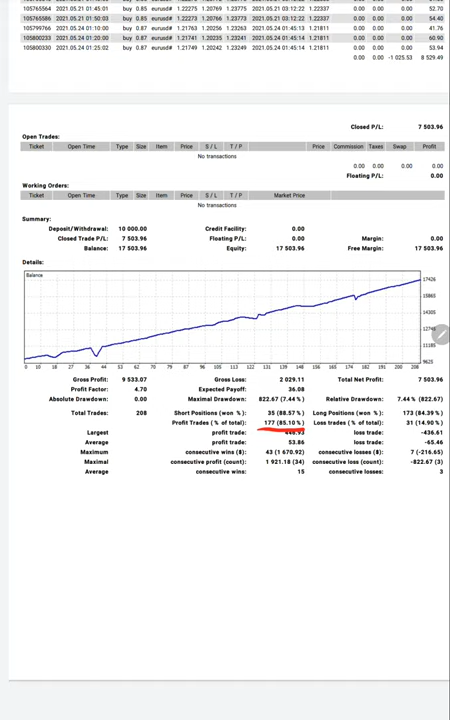 105765564 2021.05.21 01:45:01 buy 0.85 eurusd# 1.22275 1.20769 1.23775 2021.05.21 03:12:22 1.22337 0.00 0.00 0.00 52.70
105765586 2021.05.21 01:50:03 buy 0.85 eurusd# 1.22273 1.20766 1.23773 2021.05.21 03:12:22 1.22337 0.00 0.00 0.00 54.40
105799766 2021.05.24 01:10:00 buy 0.87 eurusd# 1.21763 1.20256 1.23263 2021.05.24 01:45:13 1.21811 0.00 0.00 0.00 41.76
105800233 2021.05.24 01:20:00 buy 0.87 eurusd# 1.21741 1.20235 1.23241 2021.05.24 01:45:14 1.21811 0.00 0.00 0.00 60.90
105800330 2021.05.24 01:25:02 buy 0.87 eurusd# 1.21749 1.20242 1.23249 2021.05.24 01:45:14 1.21811 0.00 0.00 0.00 53.94
0.00 0.00 -1 025.53 8 529.49
Closed P/L: 7 503.96
Open Trades:
Ticket Open Time Type Size Item Price S / L T / P Price Commission Taxes Swap Profit
No transactions
0.00 0.00 0.00 0.00
Floating P/L: 0.00
Working Orders:
Ticket Open Time Type Size Item Price S / L T / P Market Price
No transactions
Summary:
Deposit/Withdrawal: 10 000.00 Credit Facility: 0.00
Closed Trade P/L: 7 503.96 Floating P/L: 0.00 Margin: 0.00
Balance: 17 503.96 Equity: 17 503.96 Free Margin: 17 503.96
Details:
Balance
17426
15865
14305
12745
11185
9625
0 10 18 27 35 44 53 61 70 79 87 96 105 113 122 131 139 148 156 165 174 182 191 200 208
Gross Profit: 9 533.07 Gross Loss: 2 029.11 Total Net Profit: 7 503.96
Profit Factor: 4.70 Expected Payoff: 36.08
Absolute Drawdown: 0.00 Maximal Drawdown: 822.67 (7.44 %) Relative Drawdown: 7.44 % (822.67)
Total Trades: 208 Short Positions (won %): 35 (88.57 %) Long Positions (won %): 173 (84.39 %)
Profit Trades (% of total): 177 (85.10 %) Loss trades (% of total): 31 (14.90 %)
Largest profit trade: loss trade: -436.61
Average profit trade: 53.86 loss trade: -65.46
Maximum consecutive wins ($): 43 (1 670.92) consecutive losses ($): 7 (-216.65)
Maximal consecutive profit (count): 1 921.18 (34) consecutive loss (count): -822.67 (3)
Average consecutive wins: 15 consecutive losses: 3